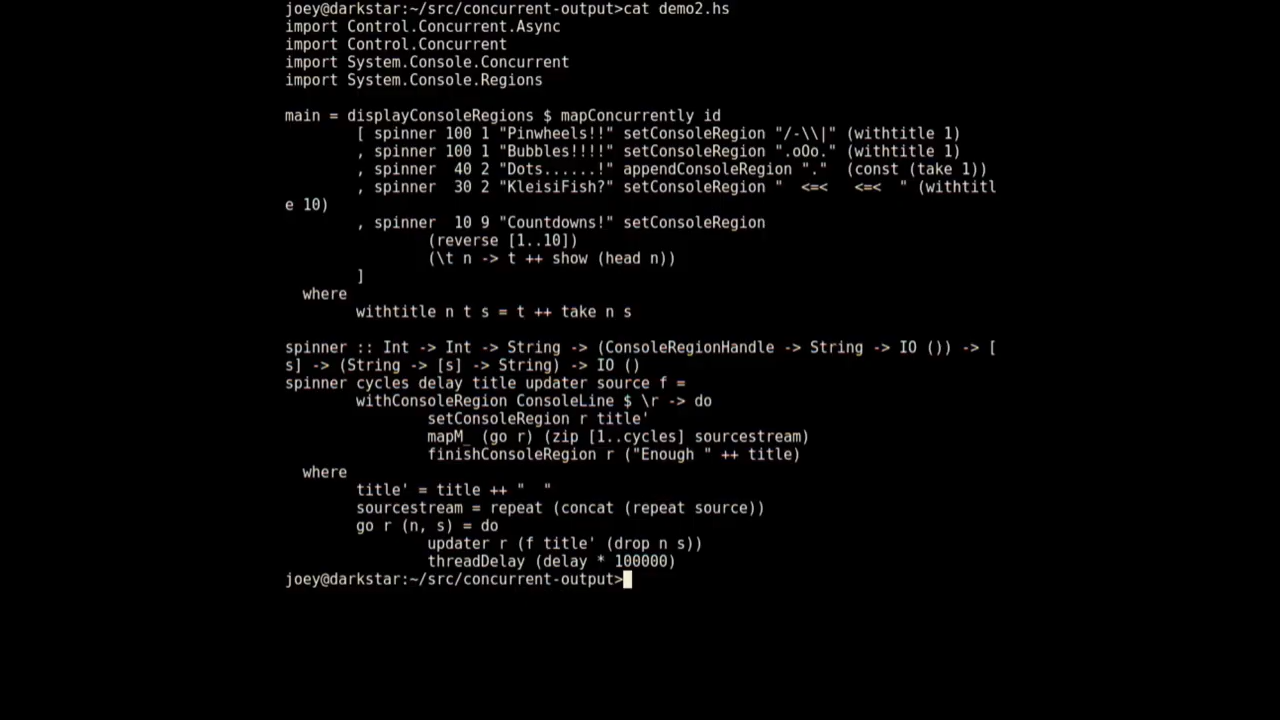 joey@darkstar:~/src/concurrent-output>cat demo2.hs
import Control.Concurrent.Async
import Control.Concurrent
import System.Console.Concurrent
import System.Console.Regions

main = displayConsoleRegions $ mapConcurrently id
        [ spinner 100 1 "Pinwheels!!" setConsoleRegion "/-\\|" (withtitle 1)
        , spinner 100 1 "Bubbles!!!!" setConsoleRegion ".oOo." (withtitle 1)
        , spinner  40 2 "Dots......!" appendConsoleRegion "."  (const (take 1))
        , spinner  30 2 "KleisiFish?" setConsoleRegion "  <=<   <=<  " (withtitl
e 10)
        , spinner  10 9 "Countdowns!" setConsoleRegion
                (reverse [1..10])
                (\t n -> t ++ show (head n))
        ]
  where
        withtitle n t s = t ++ take n s

spinner :: Int -> Int -> String -> (ConsoleRegionHandle -> String -> IO ()) -> [
s] -> (String -> [s] -> String) -> IO ()
spinner cycles delay title updater source f =
        withConsoleRegion ConsoleLine $ \r -> do
                setConsoleRegion r title'
                mapM_ (go r) (zip [1..cycles] sourcestream)
                finishConsoleRegion r ("Enough " ++ title)
  where
        title' = title ++ "  "
        sourcestream = repeat (concat (repeat source))
        go r (n, s) = do
                updater r (f title' (drop n s))
                threadDelay (delay * 100000)
joey@darkstar:~/src/concurrent-output>